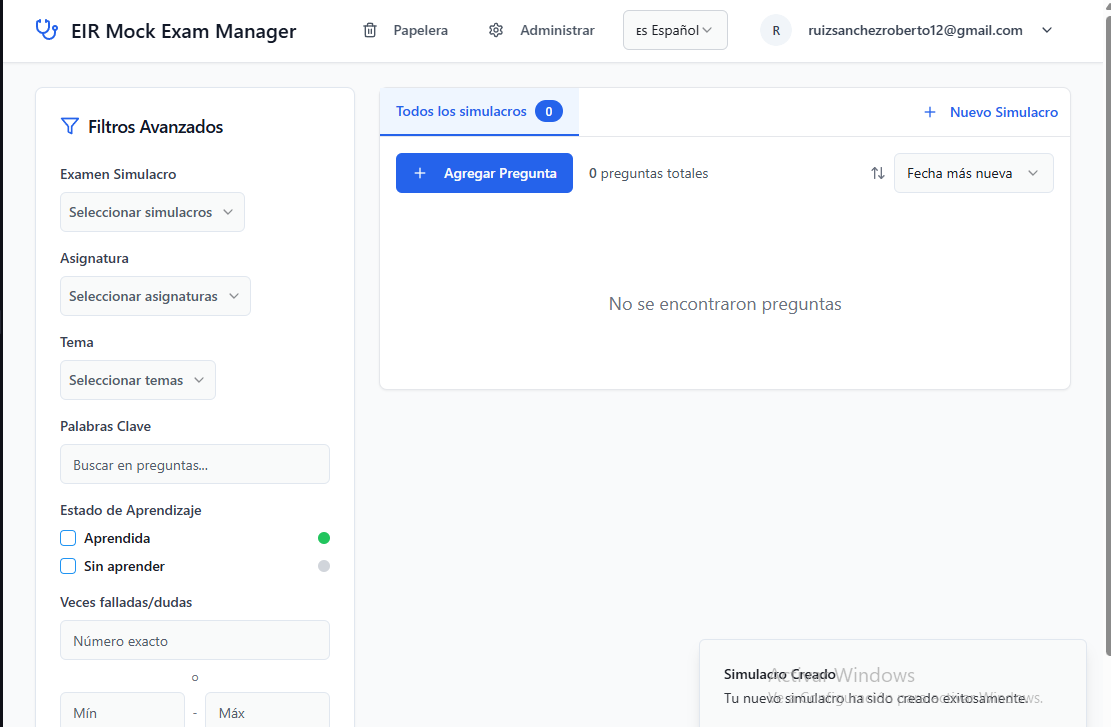 EIR Mock Exam Manager
Papelera
Administrar
ES Español
R
ruizsanchezroberto12@gmail.com
Filtros Avanzados
Examen Simulacro
Seleccionar simulacros
Asignatura
Seleccionar asignaturas
Tema
Seleccionar temas
Palabras Clave
Buscar en preguntas...
Estado de Aprendizaje
Aprendida
Sin aprender
Veces falladas/dudas
Número exacto
o
Mín - Máx
Todos los simulacros 0
+ Nuevo Simulacro
+ Agregar Pregunta
0 preguntas totales
Fecha más nueva
No se encontraron preguntas
Simulacro Creado
Tu nuevo simulacro ha sido creado exitosamente.
Activar Windows
Ve a Configuración para activar Windows.